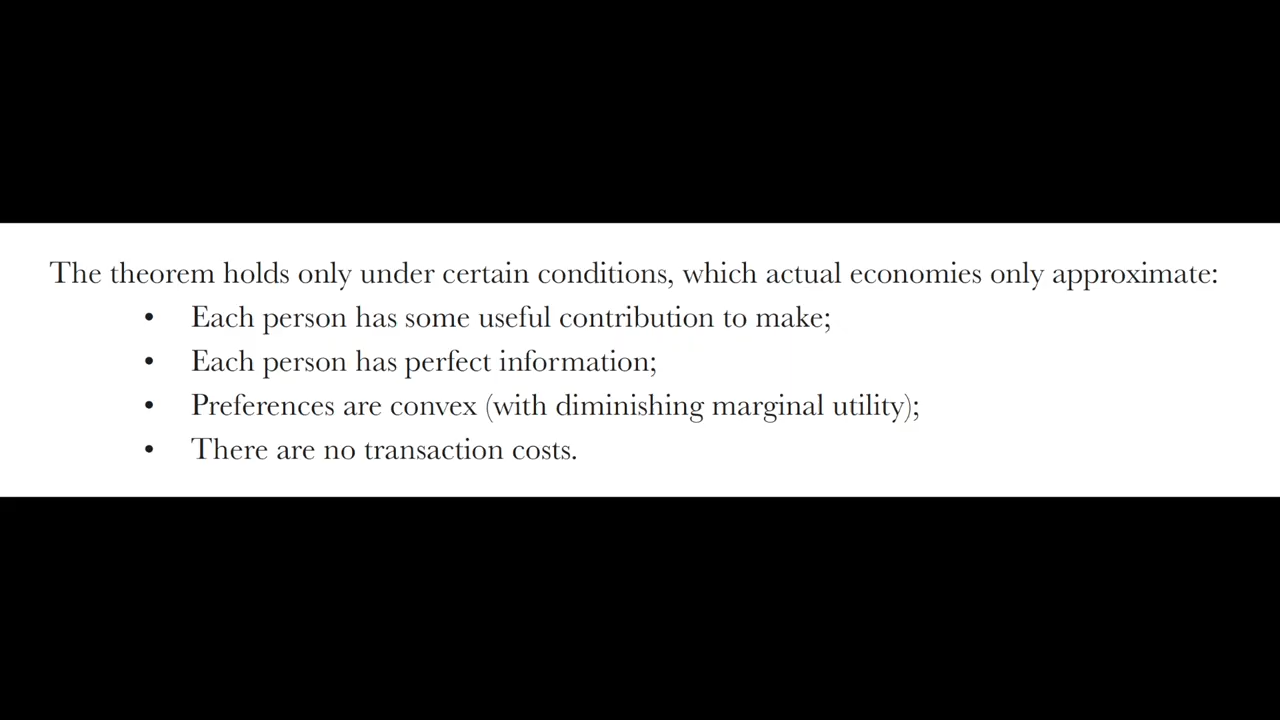 The theorem holds only under certain conditions, which actual economies only approximate:
• Each person has some useful contribution to make;
• Each person has perfect information;
• Preferences are convex (with diminishing marginal utility);
• There are no transaction costs.